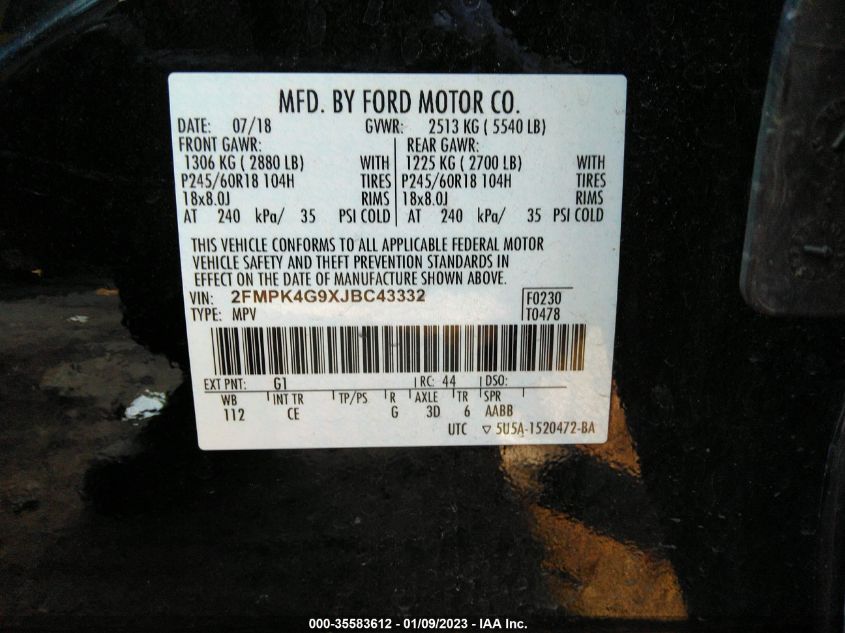 MFD. BY FORD MOTOR CO.
DATE: 07/18 GVWR: 2513 KG ( 5540 LB)
FRONT GAWR: REAR GAWR:
1306 KG ( 2880 LB) WITH 1225 KG ( 2700 LB) WITH
P245/60R18 104H TIRES P245/60R18 104H TIRES
18x8.0J RIMS 18x8.0J RIMS
AT 240 kPa/ 35 PSI COLD AT 240 kPa/ 35 PSI COLD
THIS VEHICLE CONFORMS TO ALL APPLICABLE FEDERAL MOTOR
VEHICLE SAFETY AND THEFT PREVENTION STANDARDS IN
EFFECT ON THE DATE OF MANUFACTURE SHOWN ABOVE.
VIN: 2FMPK4G9XJBC43332 F0230
TYPE: MPV T0478
EXT PNT: G1 RC: 44 DSO:
WB INT TR TP/PS R AXLE TR SPR
112 CE G 3D 6 AABB
UTC ▽ 5U5A-1520472-BA
000-35583612 - 01/09/2023 - IAA Inc.